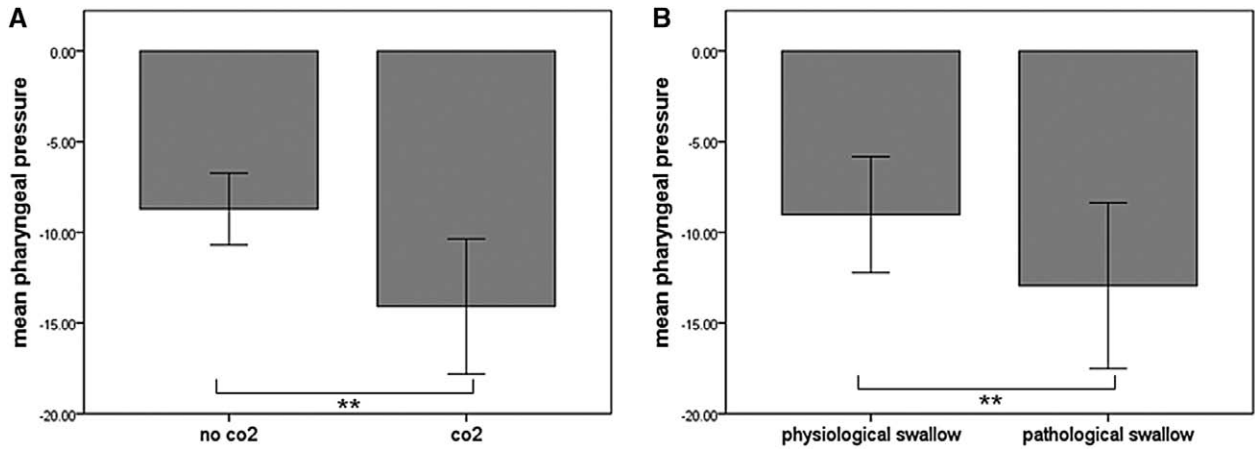 A
mean pharyngeal pressure
0.00
-5.00
-10.00
-15.00
-20.00
**
no co2
co2
B
mean pharyngeal pressure
0.00
-5.00
-10.00
-15.00
-20.00
**
physiological swallow
pathological swallow